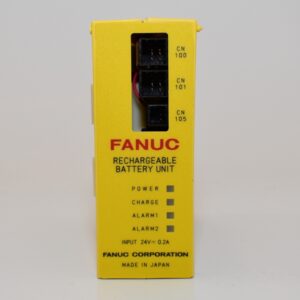 CN
100
CN
101
CN
105
FANUC
RECHARGEABLE
BATTERY UNIT
POWER
CHARGE
ALARM1
ALARM2
INPUT 24V⎓ 0.2A
FANUC CORPORATION
MADE IN JAPAN